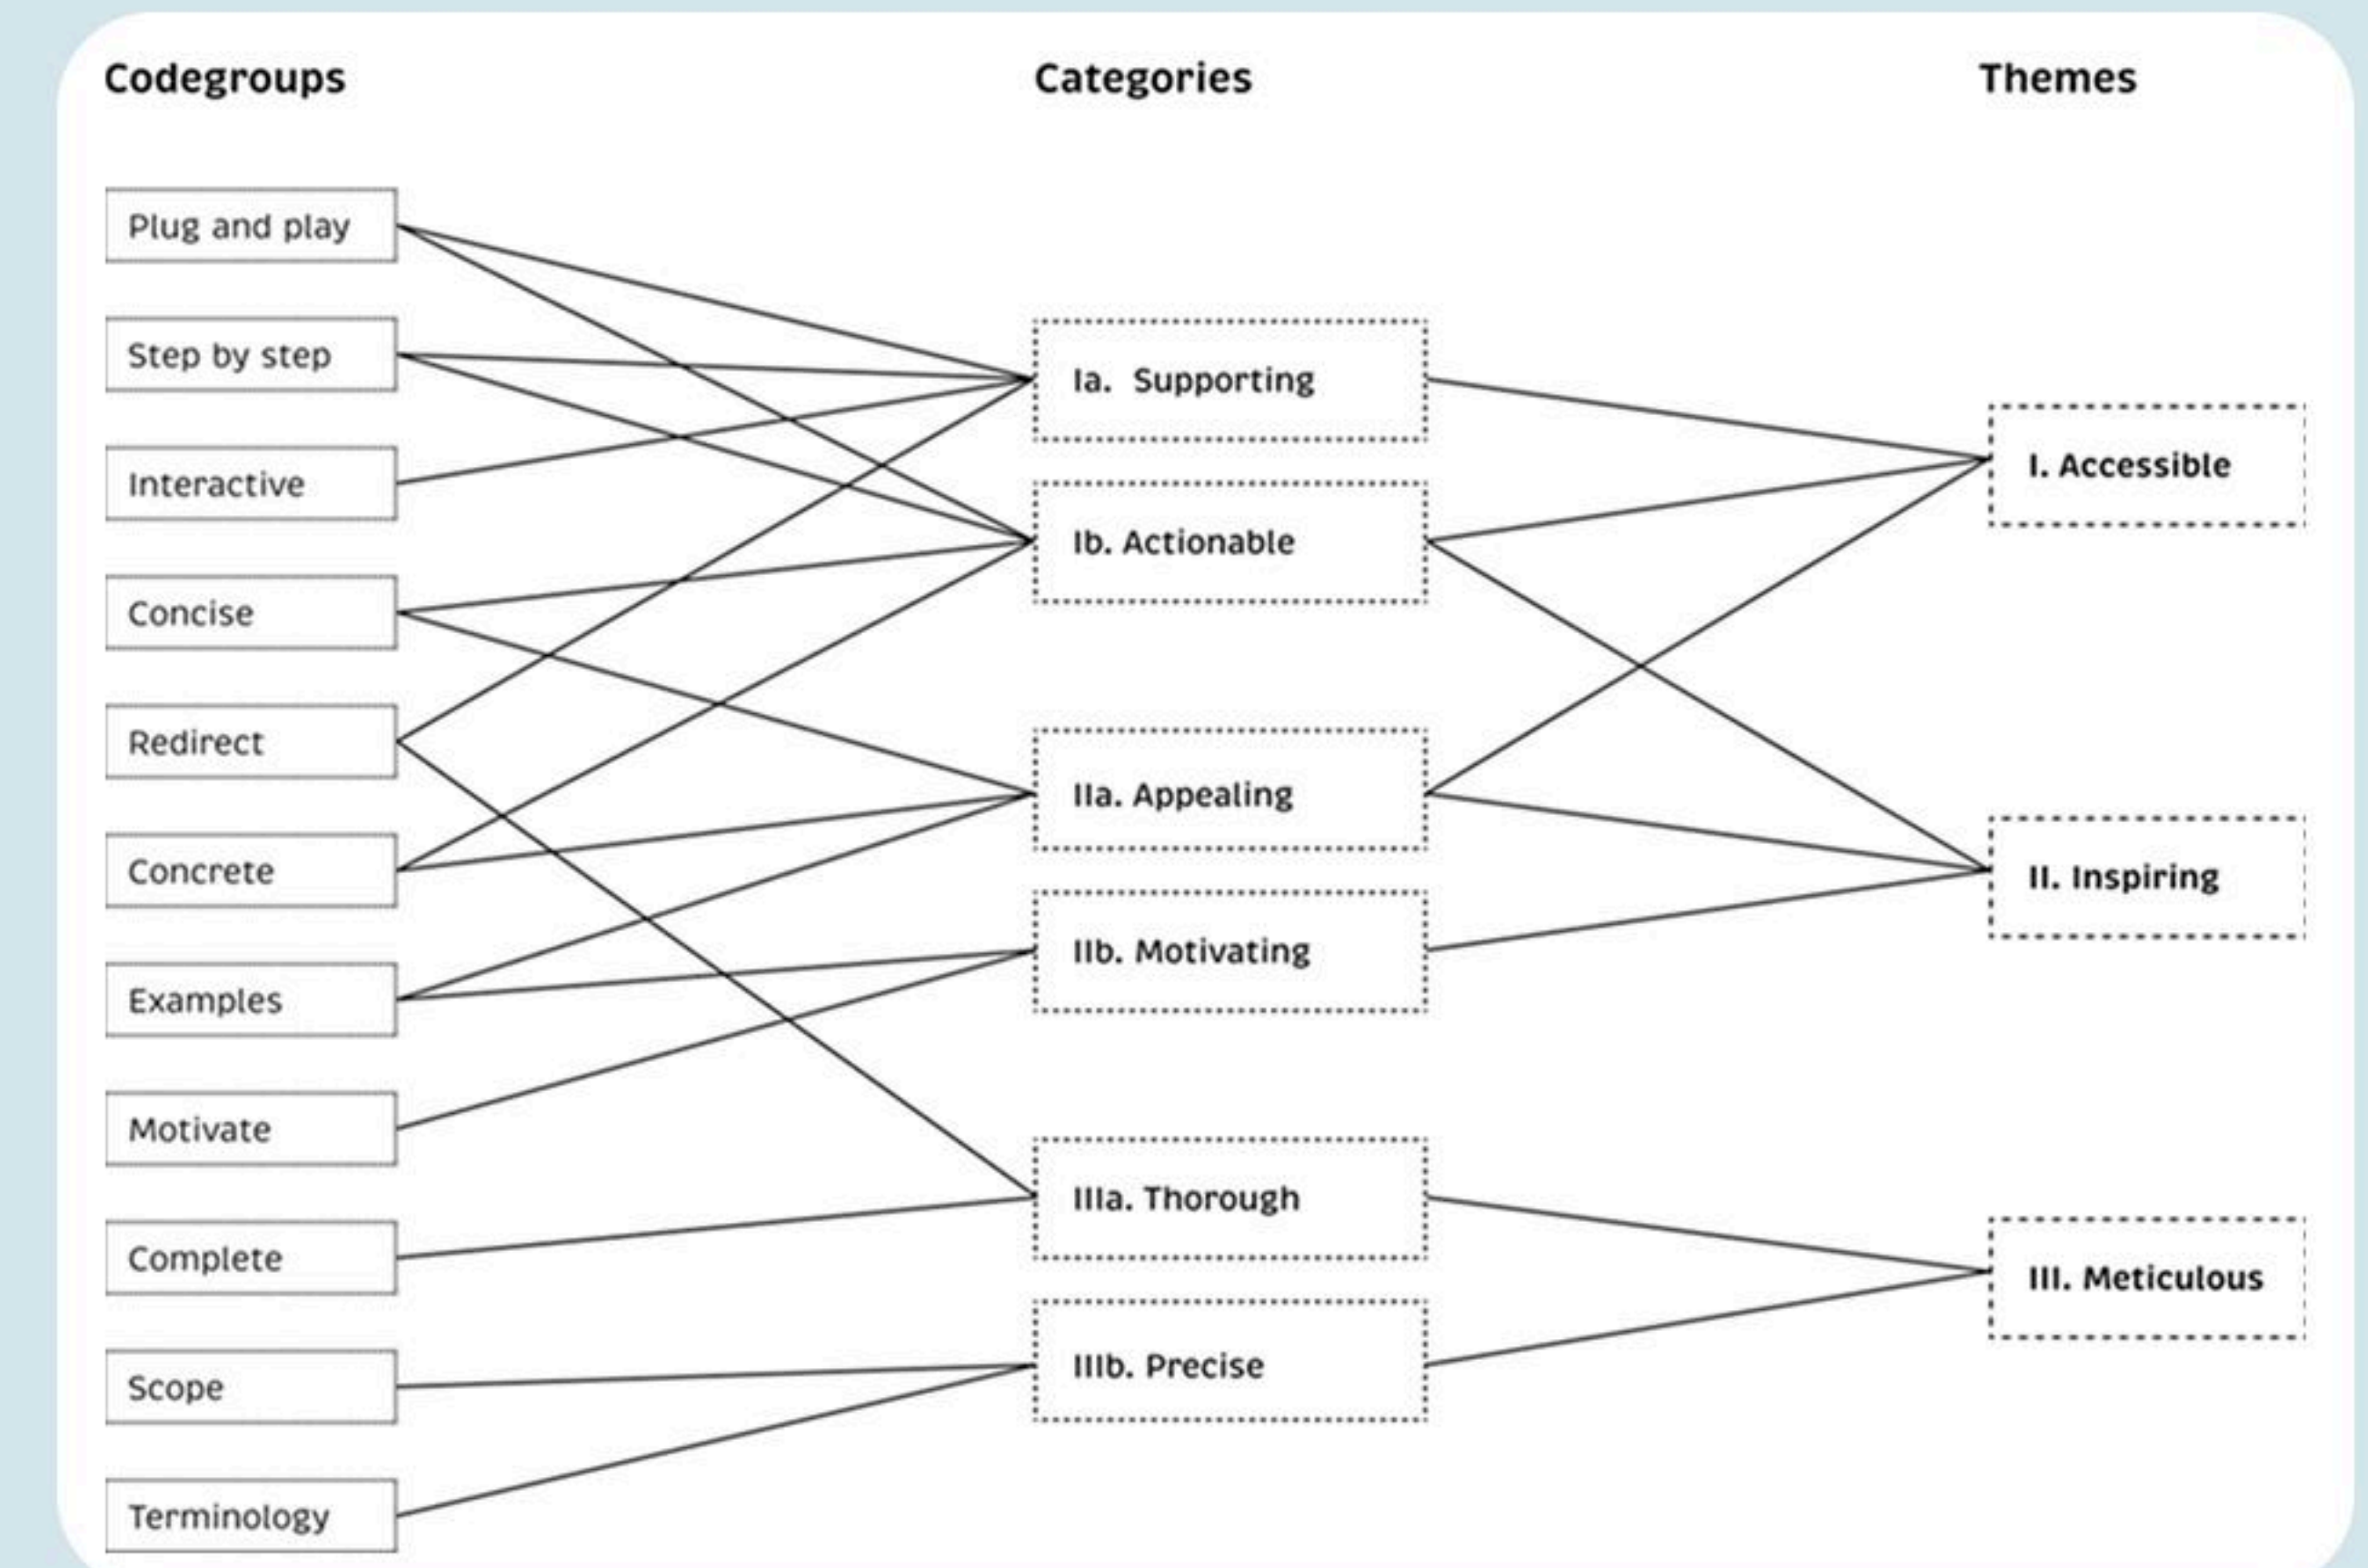 Codegroups
Categories
Themes
Plug and play
Step by step
Interactive
Concise
Redirect
Concrete
Examples
Motivate
Complete
Scope
Terminology
Ia. Supporting
Ib. Actionable
IIa. Appealing
IIb. Motivating
IIIa. Thorough
IIIb. Precise
I. Accessible
II. Inspiring
III. Meticulous